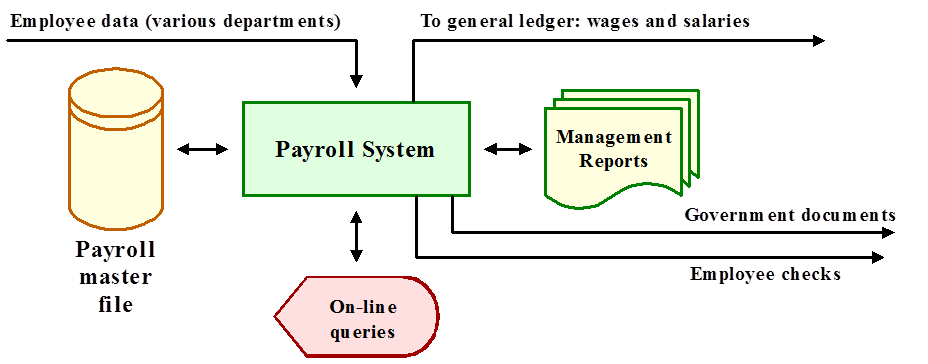 Employee data (various departments)
To general ledger: wages and salaries
Payroll System
Management
Reports
Payroll
master
file
Government documents
Employee checks
On-line
queries